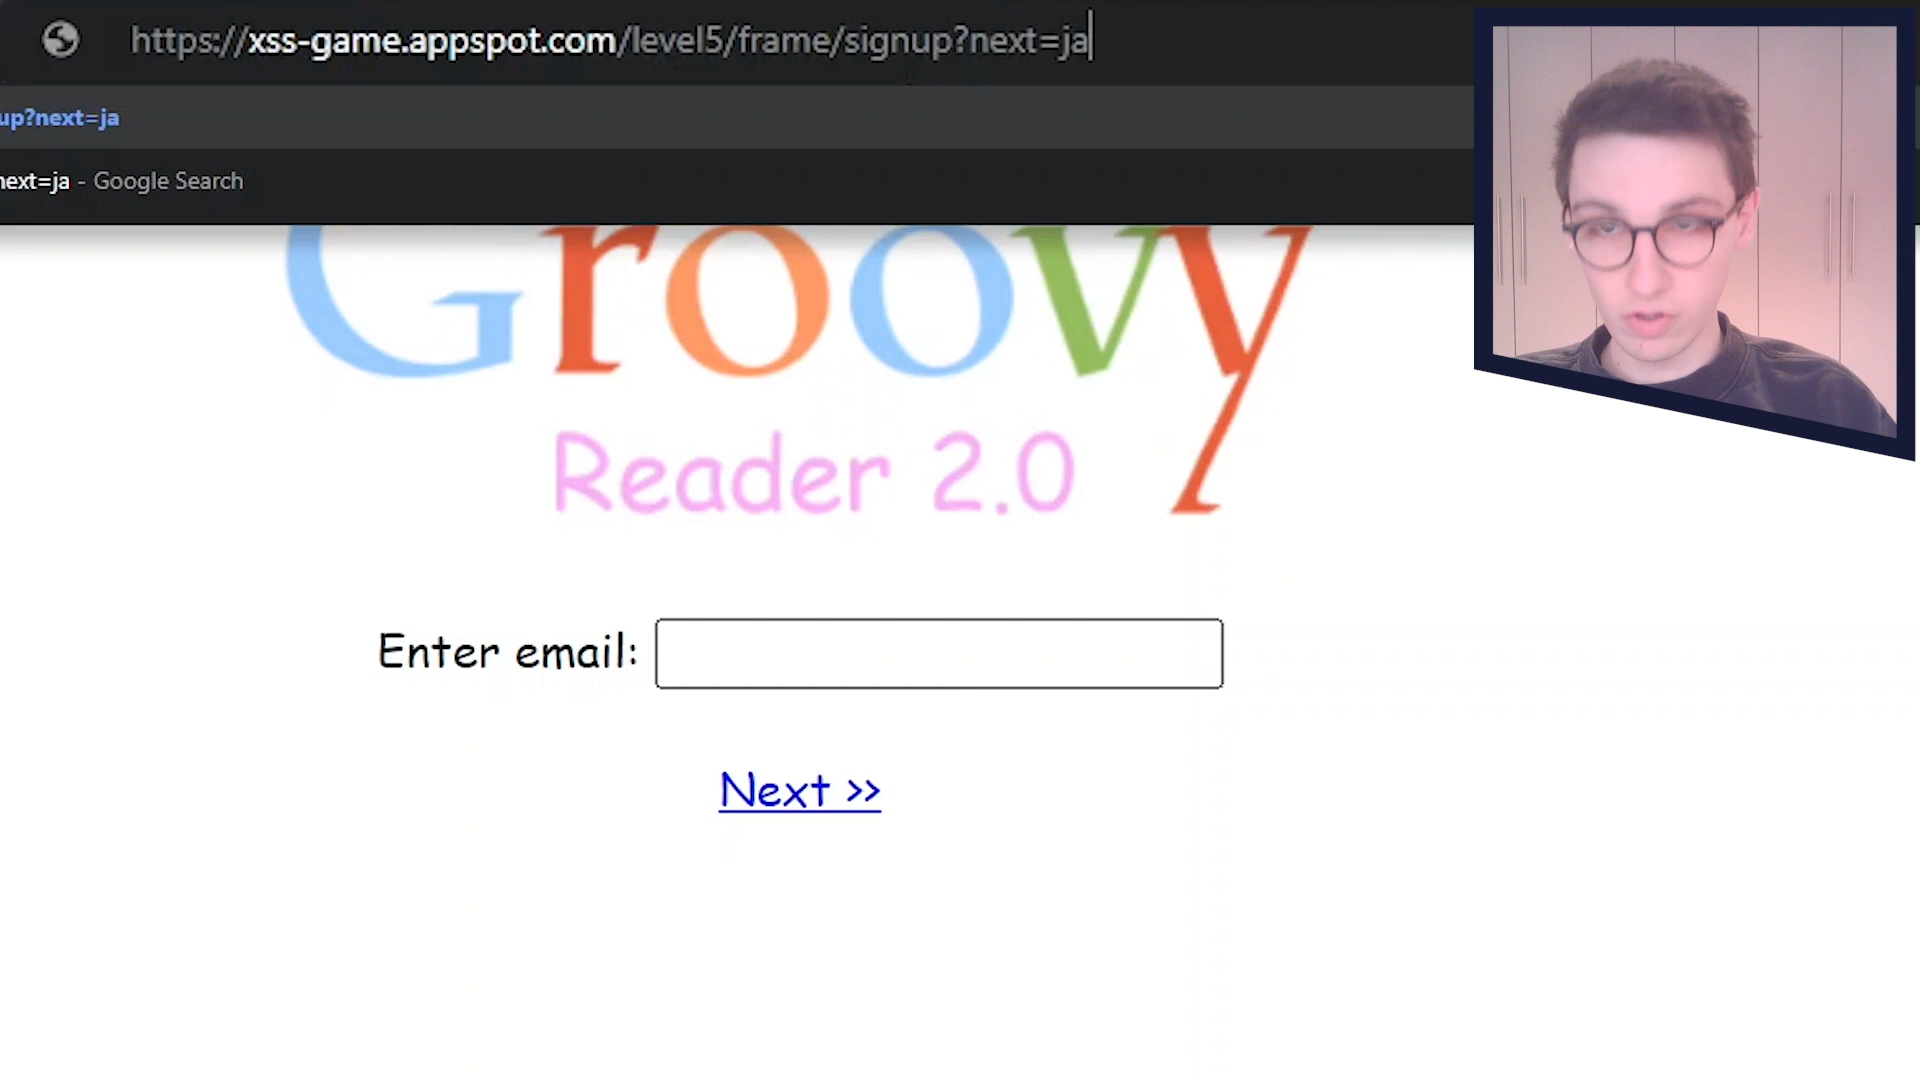 https://xss-game.appspot.com/level5/frame/signup?next=ja
up?next=ja
next=ja - Google Search
Groovy
Reader 2.0
Enter email:
Next >>